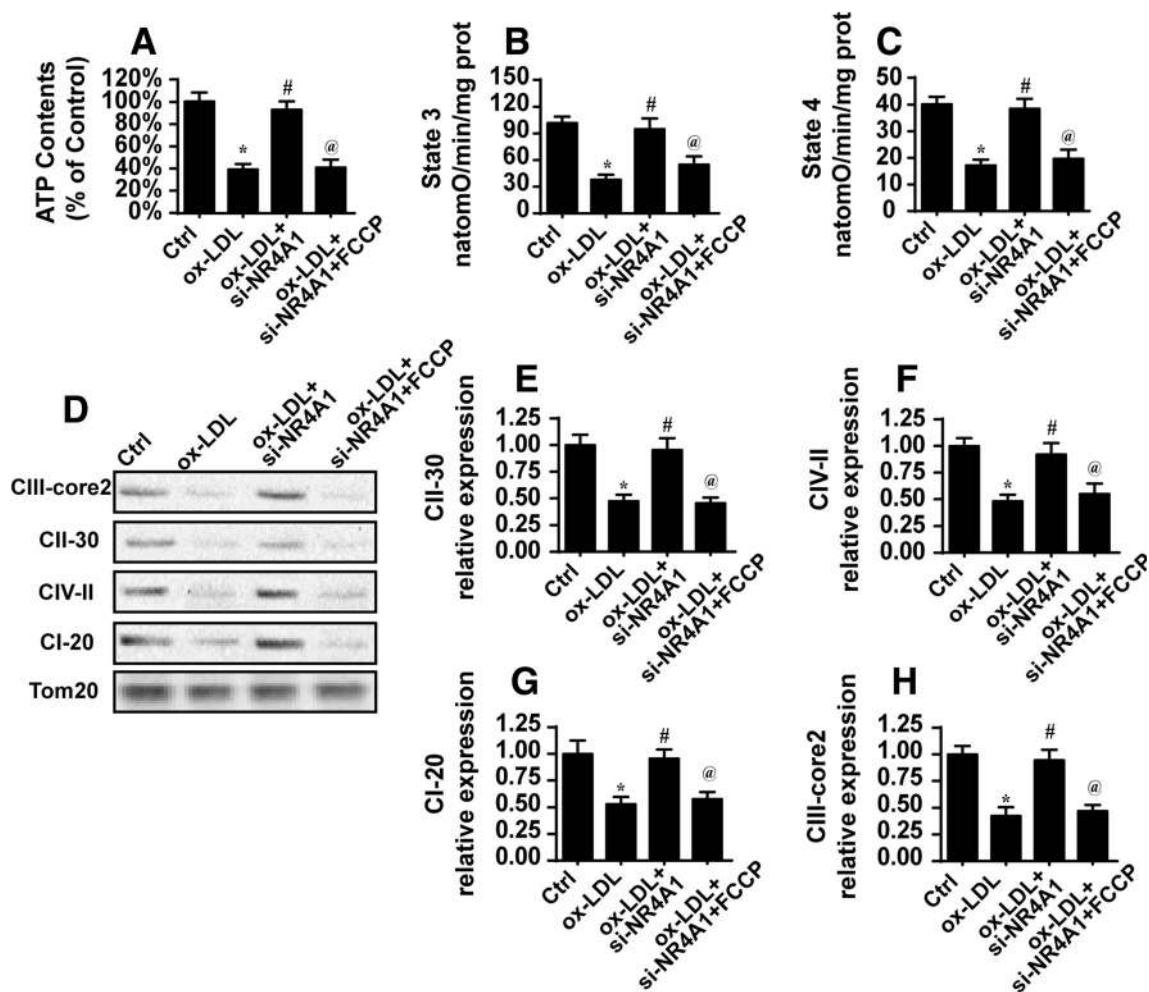 A
ATP Contents
(% of Control)
120%
100%
80%
60%
40%
20%
0%
*
#
@
Ctrl
ox-LDL
ox-LDL+
si-NR4A1
ox-LDL+
si-NR4A1+FCCP
B
State 3
natomO/min/mg prot
150
120
90
60
30
0
*
#
@
Ctrl
ox-LDL
ox-LDL+
si-NR4A1
ox-LDL+
si-NR4A1+FCCP
C
State 4
natomO/min/mg prot
50
40
30
20
10
0
*
#
@
Ctrl
ox-LDL
ox-LDL+
si-NR4A1
ox-LDL+
si-NR4A1+FCCP
D
Ctrl
ox-LDL
ox-LDL+
si-NR4A1
ox-LDL+
si-NR4A1+FCCP
CIII-core2
CII-30
CIV-II
CI-20
Tom20
E
CII-30
relative expression
1.25
1.00
0.75
0.50
0.25
0.00
*
#
@
Ctrl
ox-LDL
ox-LDL+
si-NR4A1
ox-LDL+
si-NR4A1+FCCP
F
CIV-II
relative expression
1.25
1.00
0.75
0.50
0.25
0.00
*
#
@
Ctrl
ox-LDL
ox-LDL+
si-NR4A1
ox-LDL+
si-NR4A1+FCCP
G
CI-20
relative expression
1.25
1.00
0.75
0.50
0.25
0.00
*
#
@
Ctrl
ox-LDL
ox-LDL+
si-NR4A1
ox-LDL+
si-NR4A1+FCCP
H
CIII-core2
relative expression
1.25
1.00
0.75
0.50
0.25
0.00
*
#
@
Ctrl
ox-LDL
ox-LDL+
si-NR4A1
ox-LDL+
si-NR4A1+FCCP